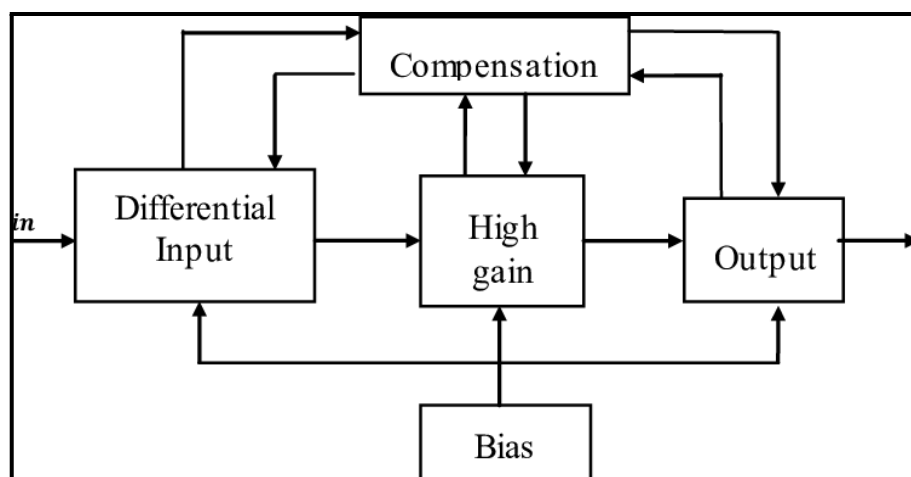 Compensation
Differential
Input
in
High
gain
Output
Bias